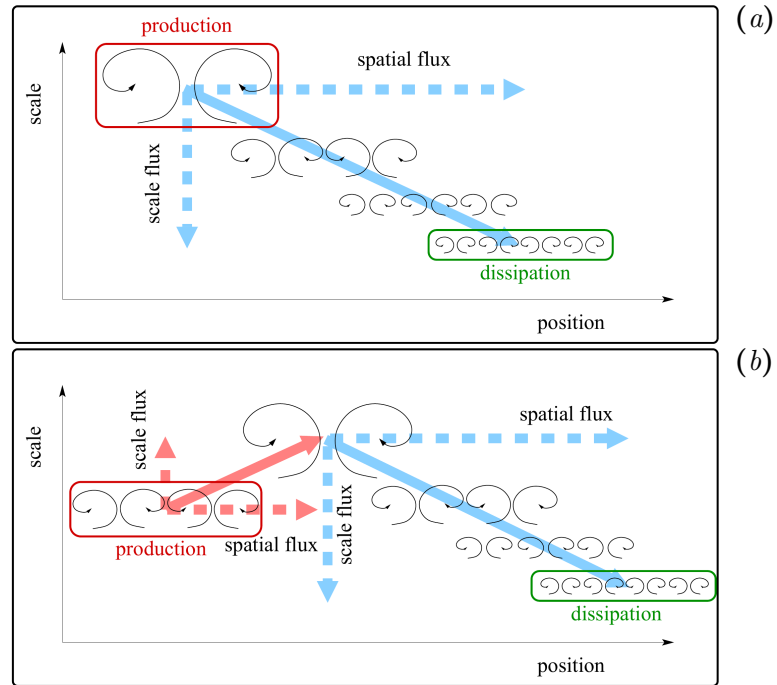 (a)
production
spatial flux
scale
scale flux
dissipation
position
(b)
scale flux
spatial flux
scale
scale flux
production
spatial flux
dissipation
position